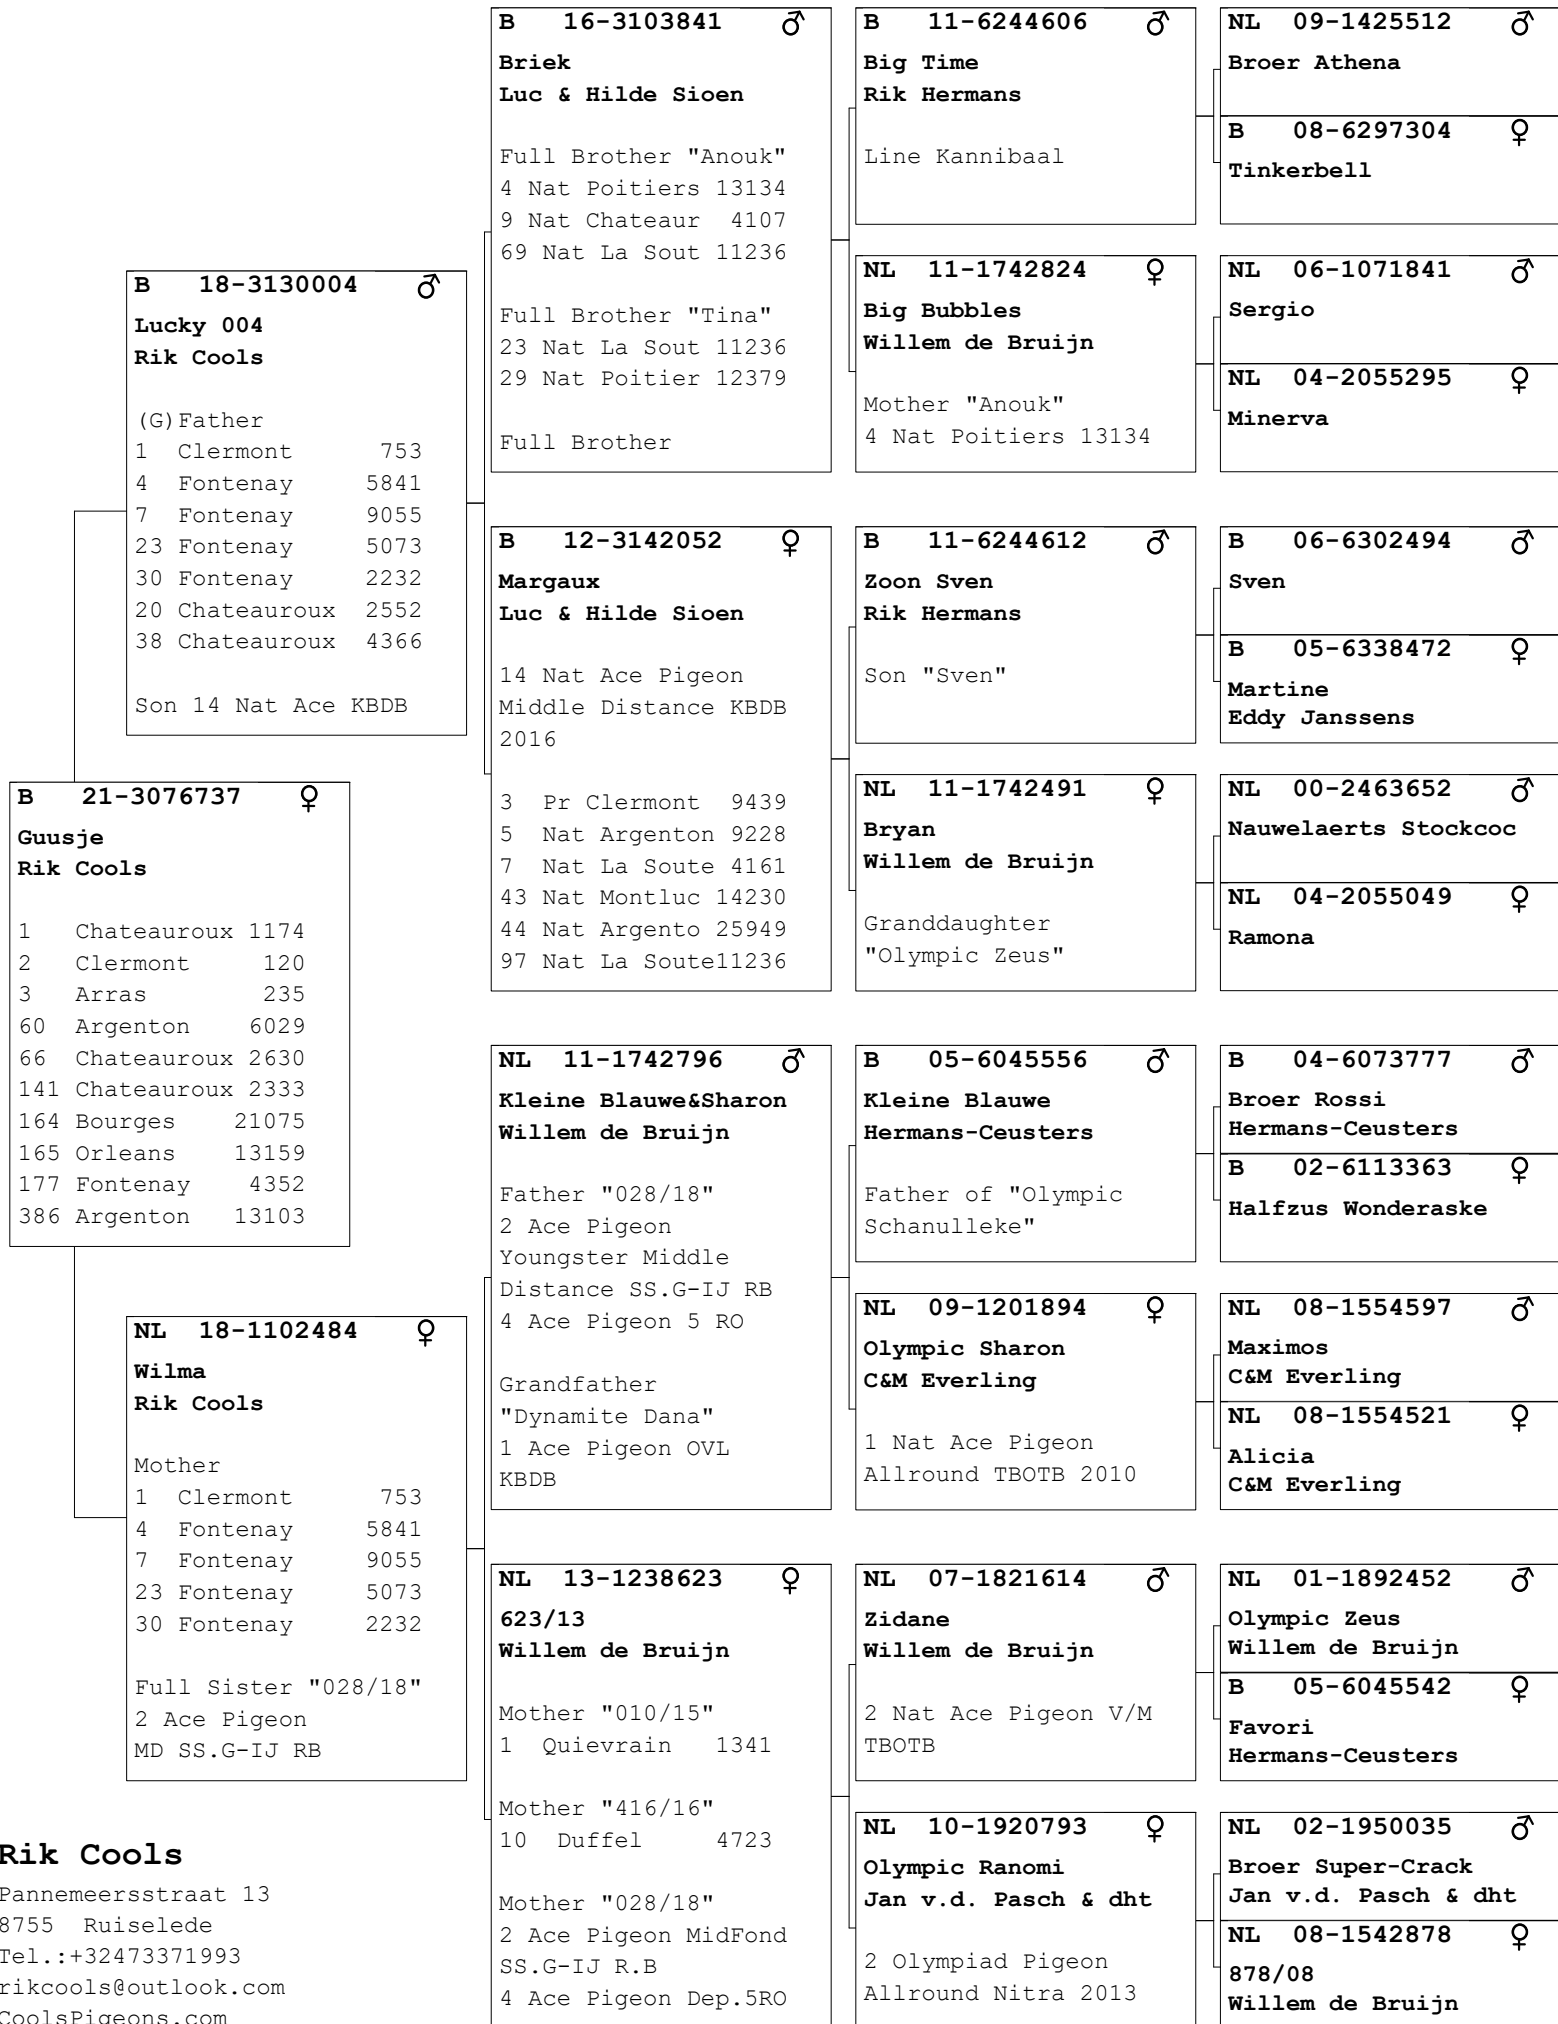 B 21-3076737 ♀
Guusje
Rik Cools
1 Chateauroux 1174
2 Clermont 120
3 Arras 235
60 Argenton 6029
66 Chateauroux 2630
141 Chateauroux 2333
164 Bourges 21075
165 Orleans 13159
177 Fontenay 4352
386 Argenton 13103
B 18-3130004 ♂
Lucky 004
Rik Cools
(G)Father
1 Clermont 753
4 Fontenay 5841
7 Fontenay 9055
23 Fontenay 5073
30 Fontenay 2232
20 Chateauroux 2552
38 Chateauroux 4366
Son 14 Nat Ace KBDB
NL 18-1102484 ♀
Wilma
Rik Cools
Mother
1 Clermont 753
4 Fontenay 5841
7 Fontenay 9055
23 Fontenay 5073
30 Fontenay 2232
Full Sister "028/18"
2 Ace Pigeon
MD SS.G-IJ RB
B 16-3103841 ♂
Briek
Luc & Hilde Sioen
Full Brother "Anouk"
4 Nat Poitiers 13134
9 Nat Chateaur 4107
69 Nat La Sout 11236
Full Brother "Tina"
23 Nat La Sout 11236
29 Nat Poitier 12379
Full Brother
B 12-3142052 ♀
Margaux
Luc & Hilde Sioen
14 Nat Ace Pigeon
Middle Distance KBDB
2016
3 Pr Clermont 9439
5 Nat Argenton 9228
7 Nat La Soute 4161
43 Nat Montluc 14230
44 Nat Argento 25949
97 Nat La Soute11236
NL 11-1742796 ♂
Kleine Blauwe&Sharon
Willem de Bruijn
Father "028/18"
2 Ace Pigeon
Youngster Middle
Distance SS.G-IJ RB
4 Ace Pigeon 5 RO
Grandfather
"Dynamite Dana"
1 Ace Pigeon OVL
KBDB
NL 13-1238623 ♀
623/13
Willem de Bruijn
Mother "010/15"
1 Quievrain 1341
Mother "416/16"
10 Duffel 4723
Mother "028/18"
2 Ace Pigeon MidFond
SS.G-IJ R.B
4 Ace Pigeon Dep.5RO
B 11-6244606 ♂
Big Time
Rik Hermans
Line Kannibaal
NL 11-1742824 ♀
Big Bubbles
Willem de Bruijn
Mother "Anouk"
4 Nat Poitiers 13134
B 11-6244612 ♂
Zoon Sven
Rik Hermans
Son "Sven"
NL 11-1742491 ♀
Bryan
Willem de Bruijn
Granddaughter
"Olympic Zeus"
B 05-6045556 ♂
Kleine Blauwe
Hermans-Ceusters
Father of "Olympic
Schanulleke"
NL 09-1201894 ♀
Olympic Sharon
C&M Everling
1 Nat Ace Pigeon
Allround TBOTB 2010
NL 07-1821614 ♂
Zidane
Willem de Bruijn
2 Nat Ace Pigeon V/M
TBOTB
NL 10-1920793 ♀
Olympic Ranomi
Jan v.d. Pasch & dht
2 Olympiad Pigeon
Allround Nitra 2013
NL 09-1425512 ♂
Broer Athena
B 08-6297304 ♀
Tinkerbell
NL 06-1071841 ♂
Sergio
NL 04-2055295 ♀
Minerva
B 06-6302494 ♂
Sven
B 05-6338472 ♀
Martine
Eddy Janssens
NL 00-2463652 ♂
Nauwelaerts Stockcoc
NL 04-2055049 ♀
Ramona
B 04-6073777 ♂
Broer Rossi
Hermans-Ceusters
B 02-6113363 ♀
Halfzus Wonderaske
NL 08-1554597 ♂
Maximos
C&M Everling
NL 08-1554521 ♀
Alicia
C&M Everling
NL 01-1892452 ♂
Olympic Zeus
Willem de Bruijn
B 05-6045542 ♀
Favori
Hermans-Ceusters
NL 02-1950035 ♂
Broer Super-Crack
Jan v.d. Pasch & dht
NL 08-1542878 ♀
878/08
Willem de Bruijn
Rik Cools
Pannemeersstraat 13
8755 Ruiselede
Tel.:+32473371993
rikcools@outlook.com
CoolsPigeons.com